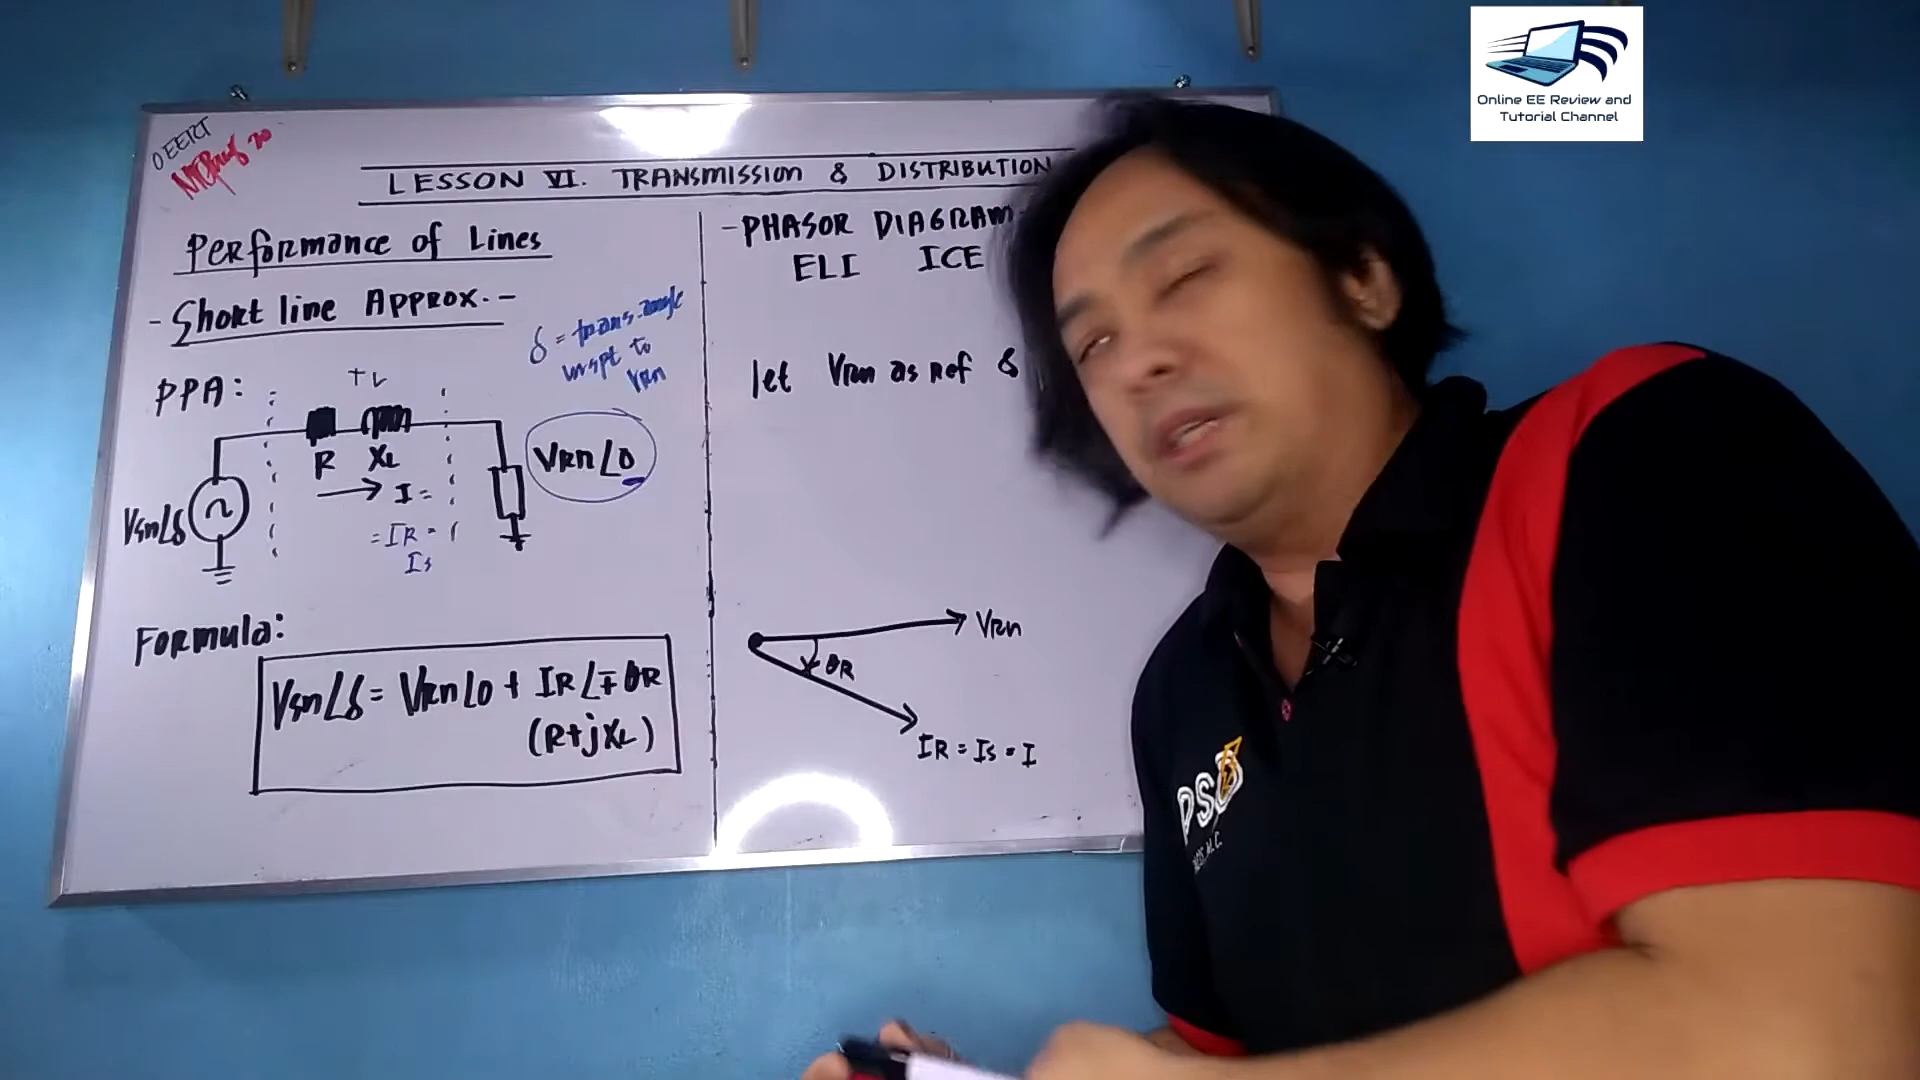 Online EE Review and
Tutorial Channel
OEERT
LESSON VI. TRANSMISSION & DISTRIBUTION
Performance of Lines
- Short line APPROX. -
δ = trans. angle
wrspt to
VRn
PPA:
+L
R XL
I =
= IR =
Is
Vsn∠δ
VRn∠0
Formula:
Vsn∠δ = VRn∠0 + IR∠∓θR
(R+jXL)
- PHASOR DIAGRAM -
ELI ICE
let VRn as ref &
VRn
θR
IR = Is = I
PSU